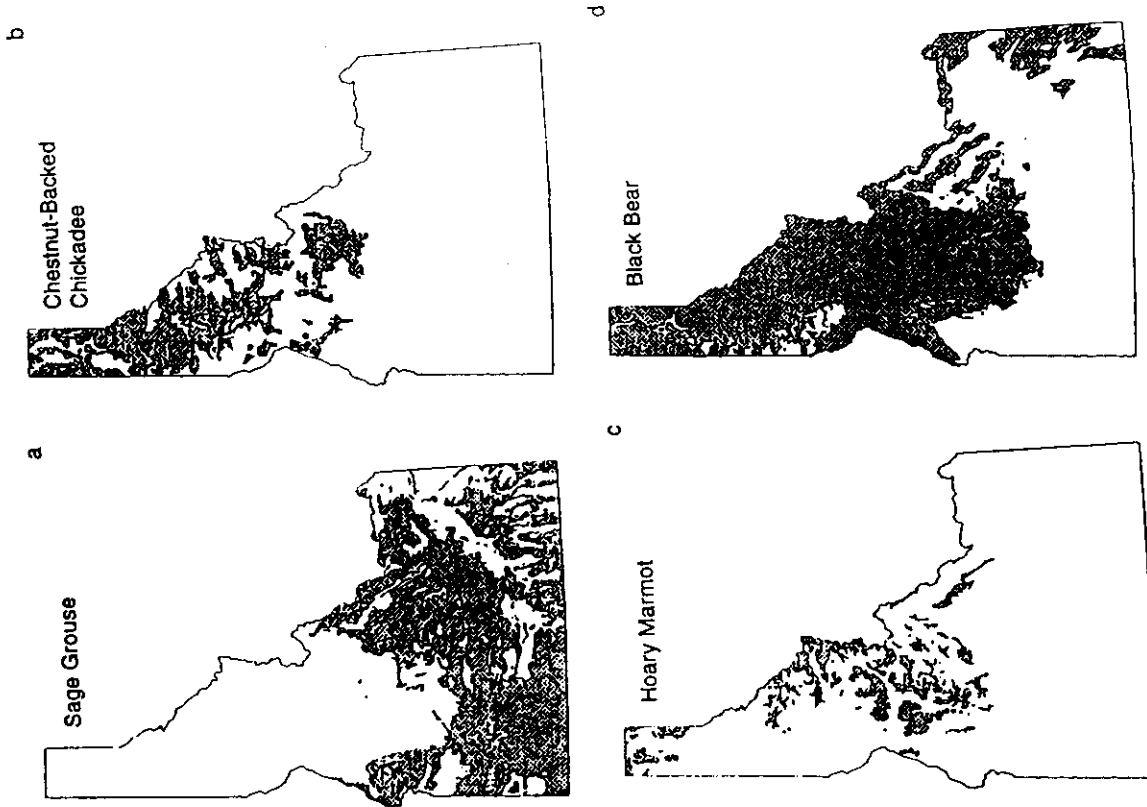 a
Sage Grouse
b
Chestnut-Backed
Chickadee
c
Hoary Marmot
d
Black Bear